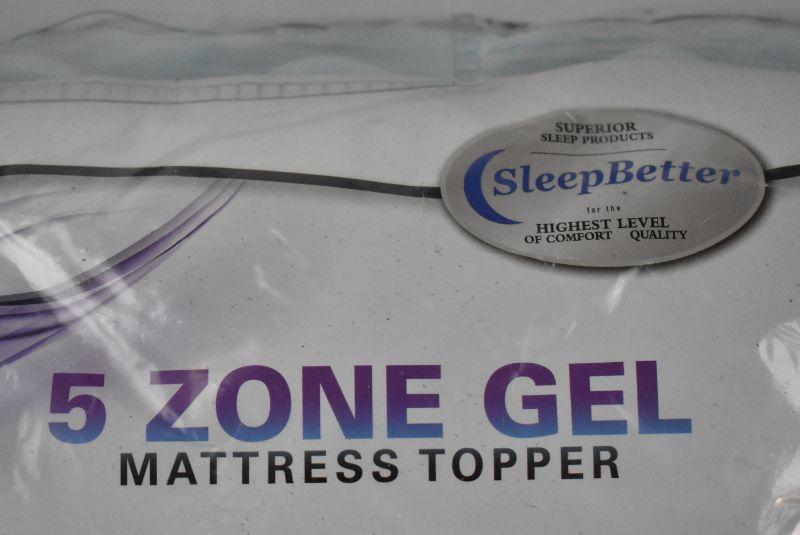 SUPERIOR
SLEEP PRODUCTS
SleepBetter
for the
HIGHEST LEVEL
OF COMFORT QUALITY
5 ZONE GEL
MATTRESS TOPPER